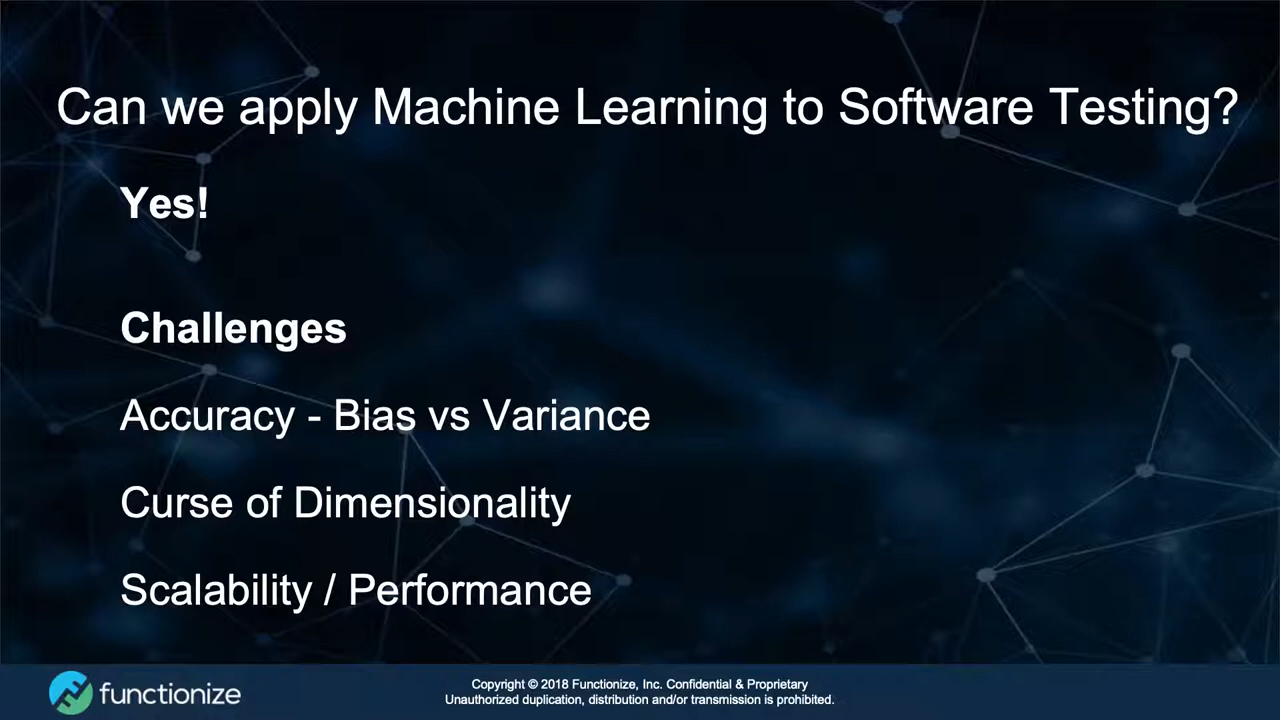 Can we apply Machine Learning to Software Testing?
Yes!
Challenges
Accuracy - Bias vs Variance
Curse of Dimensionality
Scalability / Performance
functionize
Copyright © 2018 Functionize, Inc. Confidential & Proprietary
Unauthorized duplication, distribution and/or transmission is prohibited.